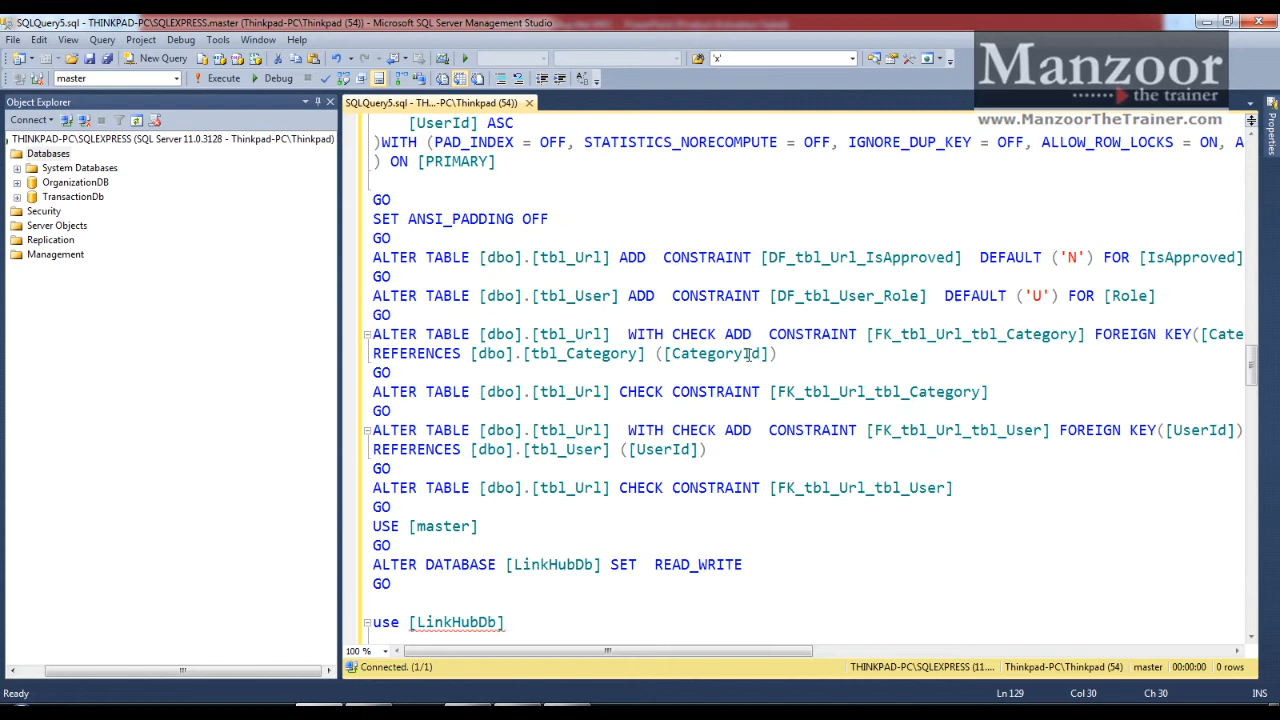 SQLQuery5.sql - THINKPAD-PC\SQLEXPRESS.master (Thinkpad-PC\Thinkpad (54)) - Microsoft SQL Server Management Studio
File Edit View Query Project Debug Tools Window Help
New Query
'x'
master
Execute
Debug
Manzoor
the trainer
www.ManzoorTheTrainer.com
Object Explorer
SQLQuery5.sql - TH...-PC\Thinkpad (54))
Connect
THINKPAD-PC\SQLEXPRESS (SQL Server 11.0.3128 - Thinkpad-PC\Thinkpad)
Databases
System Databases
OrganizationDB
TransactionDb
Security
Server Objects
Replication
Management
Properties
[UserId] ASC
)WITH (PAD_INDEX = OFF, STATISTICS_NORECOMPUTE = OFF, IGNORE_DUP_KEY = OFF, ALLOW_ROW_LOCKS = ON, A
) ON [PRIMARY]
GO
SET ANSI_PADDING OFF
GO
ALTER TABLE [dbo].[tbl_Url] ADD CONSTRAINT [DF_tbl_Url_IsApproved] DEFAULT ('N') FOR [IsApproved]
GO
ALTER TABLE [dbo].[tbl_User] ADD CONSTRAINT [DF_tbl_User_Role] DEFAULT ('U') FOR [Role]
GO
ALTER TABLE [dbo].[tbl_Url] WITH CHECK ADD CONSTRAINT [FK_tbl_Url_tbl_Category] FOREIGN KEY([Cate
REFERENCES [dbo].[tbl_Category] ([CategoryId])
GO
ALTER TABLE [dbo].[tbl_Url] CHECK CONSTRAINT [FK_tbl_Url_tbl_Category]
GO
ALTER TABLE [dbo].[tbl_Url] WITH CHECK ADD CONSTRAINT [FK_tbl_Url_tbl_User] FOREIGN KEY([UserId])
REFERENCES [dbo].[tbl_User] ([UserId])
GO
ALTER TABLE [dbo].[tbl_Url] CHECK CONSTRAINT [FK_tbl_Url_tbl_User]
GO
USE [master]
GO
ALTER DATABASE [LinkHubDb] SET READ_WRITE
GO
use [LinkHubDb]
100 %
Connected. (1/1)
THINKPAD-PC\SQLEXPRESS (11.... Thinkpad-PC\Thinkpad (54) master 00:00:00 0 rows
Ready
Ln 129 Col 30 Ch 30 INS